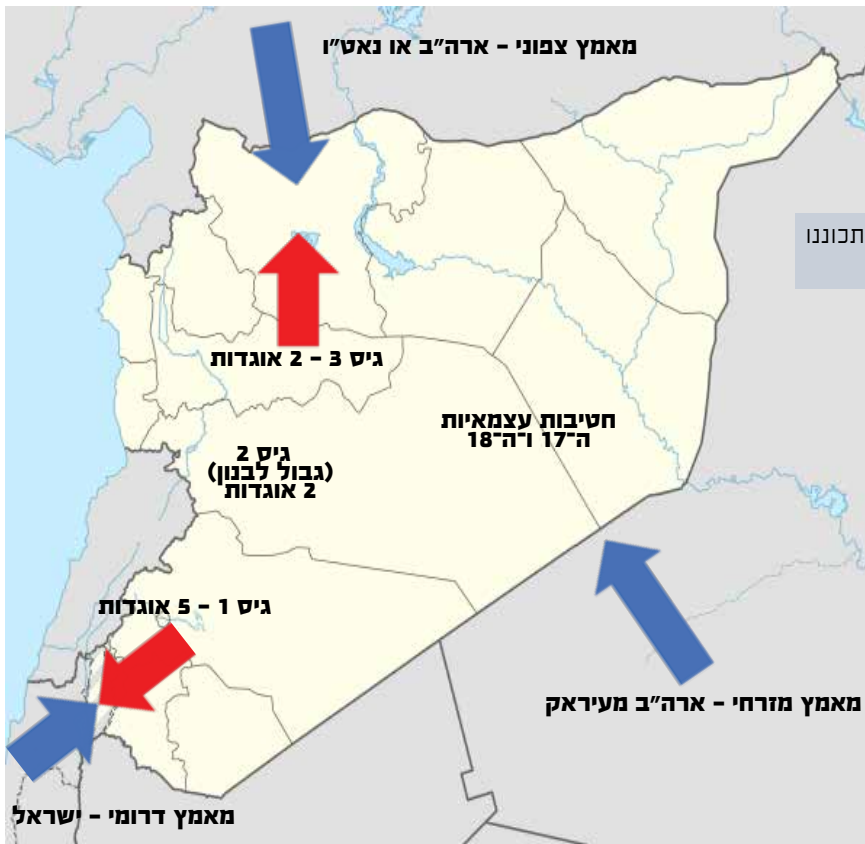 מאמץ צפוני - ארה"ב או נאט"ו
תכוננו
גיס 3 - 2 אוגדות
חטיבות עצמאיות
ה־17 וה־18
גיס 2
(גבול לבנון)
2 אוגדות
גיס 1 - 5 אוגדות
מאמץ מזרחי - ארה"ב מעיראק
מאמץ דרומי - ישראל